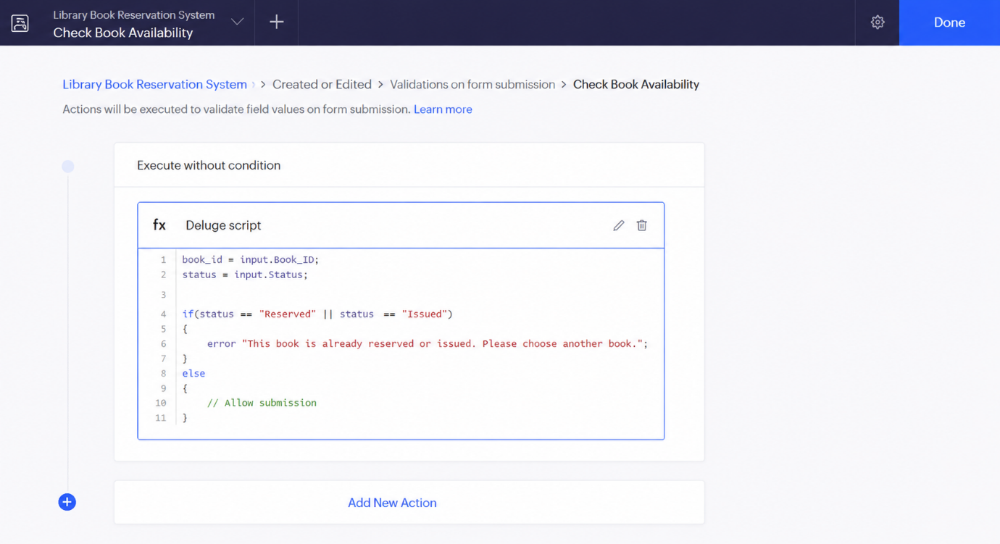 Library Book Reservation System
Check Book Availability
Done
Library Book Reservation System > Created or Edited > Validations on form submission > Check Book Availability
Actions will be executed to validate field values on form submission. Learn more
Execute without condition
fx Deluge script
1 book_id = input.Book_ID;
2 status = input.Status;
3
4 if(status == "Reserved" || status == "Issued")
5 {
6 error "This book is already reserved or issued. Please choose another book.";
7 }
8 else
9 {
10 // Allow submission
11 }
Add New Action